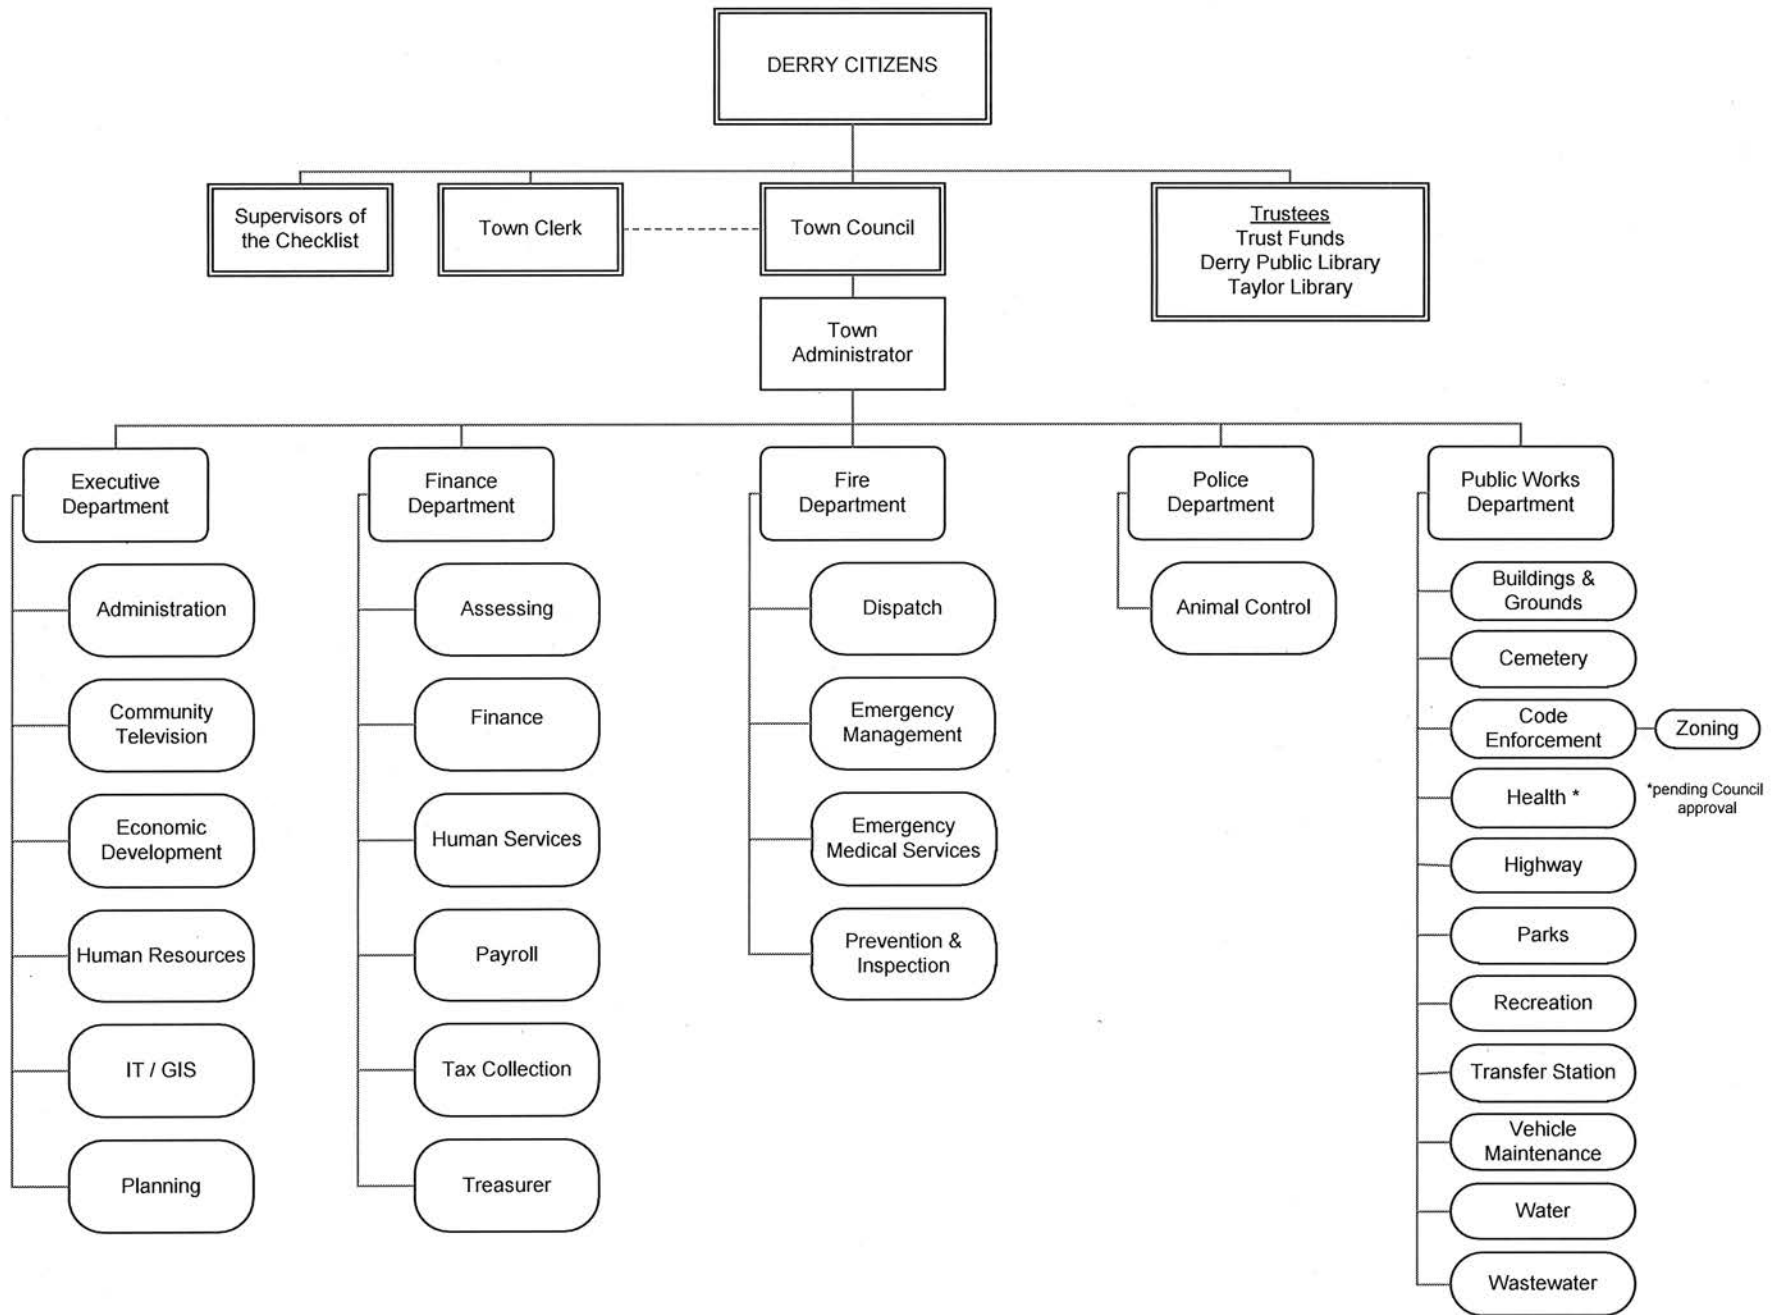 DERRY CITIZENS
Supervisors of
the Checklist
Town Clerk
Town Council
Trustees
Trust Funds
Derry Public Library
Taylor Library
Town
Administrator
Executive
Department
Finance
Department
Fire
Department
Police
Department
Public Works
Department
Administration
Community
Television
Economic
Development
Human Resources
IT / GIS
Planning
Assessing
Finance
Human Services
Payroll
Tax Collection
Treasurer
Dispatch
Emergency
Management
Emergency
Medical Services
Prevention &
Inspection
Animal Control
Buildings &
Grounds
Cemetery
Code
Enforcement
Zoning
Health *
*pending Council
approval
Highway
Parks
Recreation
Transfer Station
Vehicle
Maintenance
Water
Wastewater